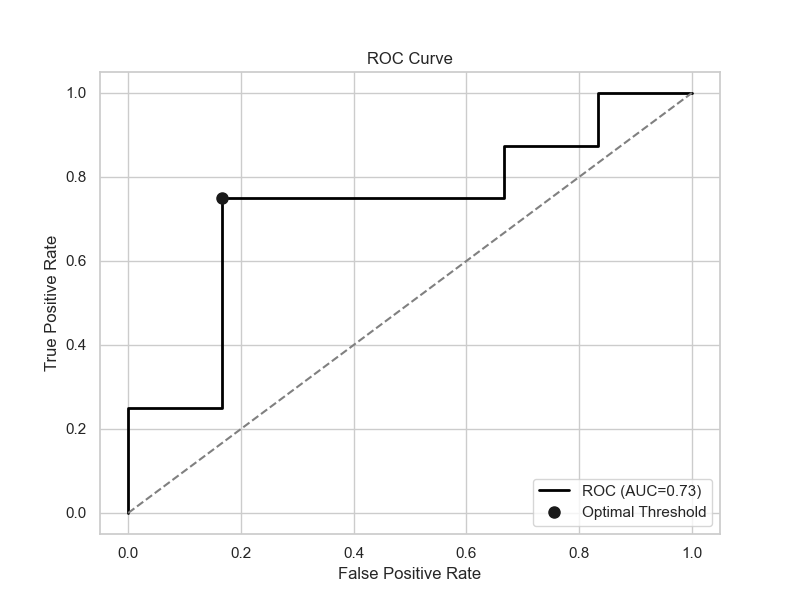 ROC Curve
1.0
0.8
0.6
0.4
0.2
0.0
True Positive Rate
0.0 0.2 0.4 0.6 0.8 1.0
False Positive Rate
ROC (AUC=0.73)
Optimal Threshold